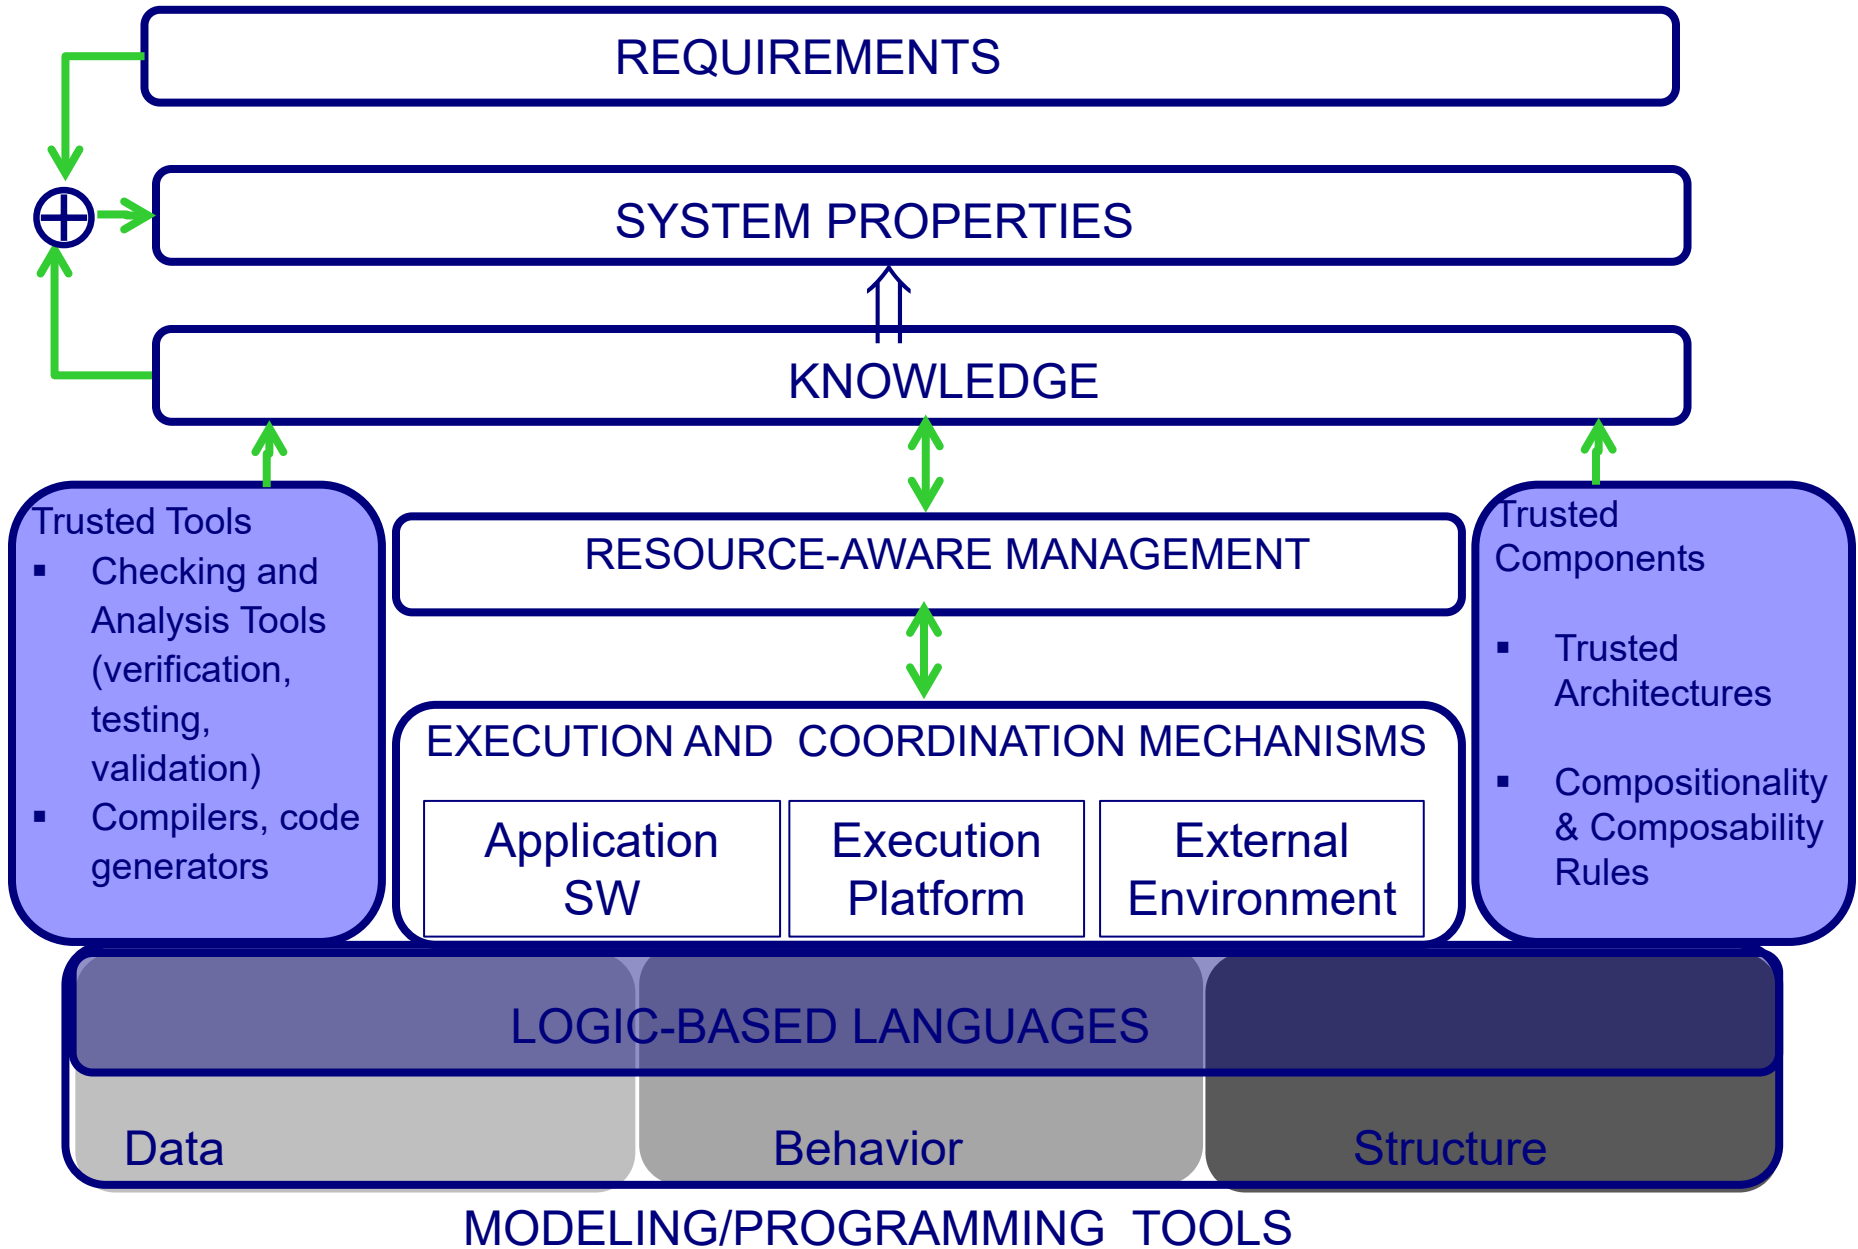 REQUIREMENTS
SYSTEM PROPERTIES
KNOWLEDGE
Trusted Tools
▪ Checking and
Analysis Tools
(verification,
testing,
validation)
▪ Compilers, code
generators
RESOURCE-AWARE MANAGEMENT
EXECUTION AND COORDINATION MECHANISMS
Application
SW
Execution
Platform
External
Environment
Trusted
Components
▪ Trusted
Architectures
▪ Compositionality
& Composability
Rules
LOGIC-BASED LANGUAGES
Data
Behavior
Structure
MODELING/PROGRAMMING TOOLS